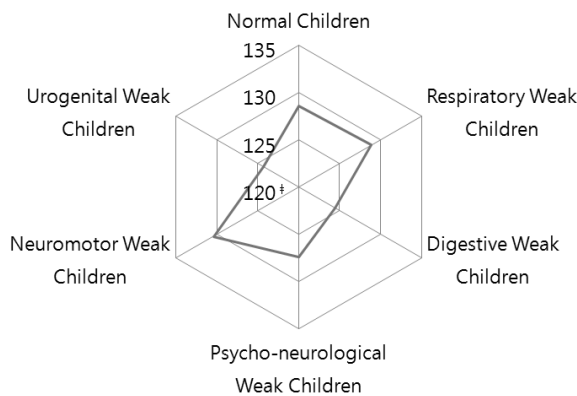 Normal Children
135
Urogenital Weak
Children
130
Respiratory Weak
Children
125
120 ‡
Neuromotor Weak
Children
Digestive Weak
Children
Psycho-neurological
Weak Children